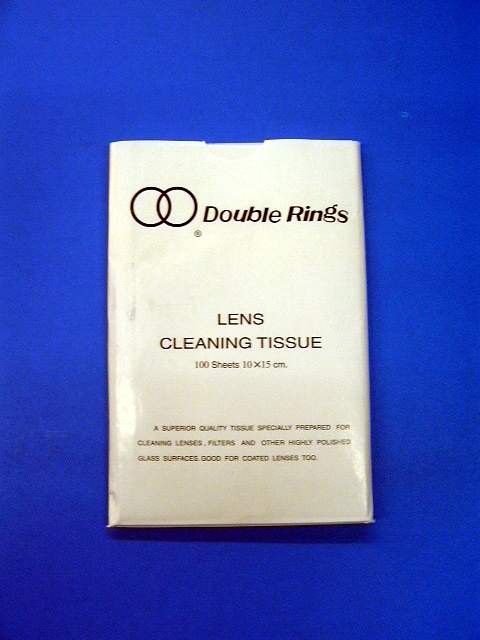 Double Rings
®
LENS
CLEANING TISSUE
100 Sheets 10×15 cm.
A SUPERIOR QUALITY TISSUE SPECIALLY PREPARED FOR
CLEANING LENSES, FILTERS AND OTHER HIGHLY POLISHED
GLASS SURFACES. GOOD FOR COATED LENSES TOO.